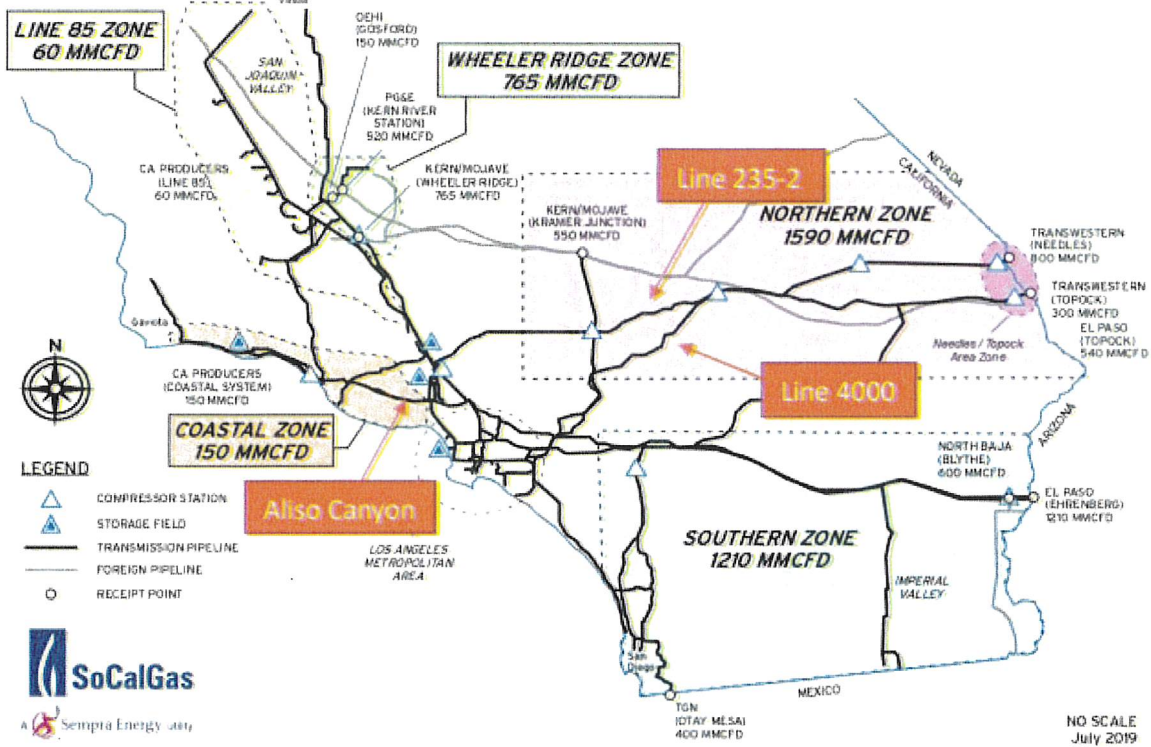 OEHI
(GOSFORD)
150 MMCFD
LINE 85 ZONE
60 MMCFD
SAN
JOAQUIN
VALLEY
WHEELER RIDGE ZONE
765 MMCFD
PG&E
(KERN RIVER
STATION)
520 MMCFD
CA PRODUCERS
(LINE 85)
60 MMCFD
KERN/MOJAVE
(WHEELER RIDGE)
765 MMCFD
Line 235-2
NEVADA
CALIFORNIA
KERN/MOJAVE
(KRAMER JUNCTION)
550 MMCFD
NORTHERN ZONE
1590 MMCFD
TRANSWESTERN
(NEEDLES)
800 MMCFD
TRANSWESTERN
(TOPOCK)
300 MMCFD
EL PASO
(TOPOCK)
540 MMCFD
Needles / Topock
Area Zone
Gaviota
N
CA PRODUCERS
(COASTAL SYSTEM)
150 MMCFD
Line 4000
COASTAL ZONE
150 MMCFD
ARIZONA
NORTH BAJA
(BLYTHE)
600 MMCFD
EL PASO
(EHRENBERG)
1210 MMCFD
LEGEND
COMPRESSOR STATION
STORAGE FIELD
TRANSMISSION PIPELINE
FOREIGN PIPELINE
RECEIPT POINT
Aliso Canyon
LOS ANGELES
METROPOLITAN
AREA
SOUTHERN ZONE
1210 MMCFD
IMPERIAL
VALLEY
San
Diego
MEXICO
TGN
(OTAY MESA)
400 MMCFD
SoCalGas
A Sempra Energy utility
NO SCALE
July 2019